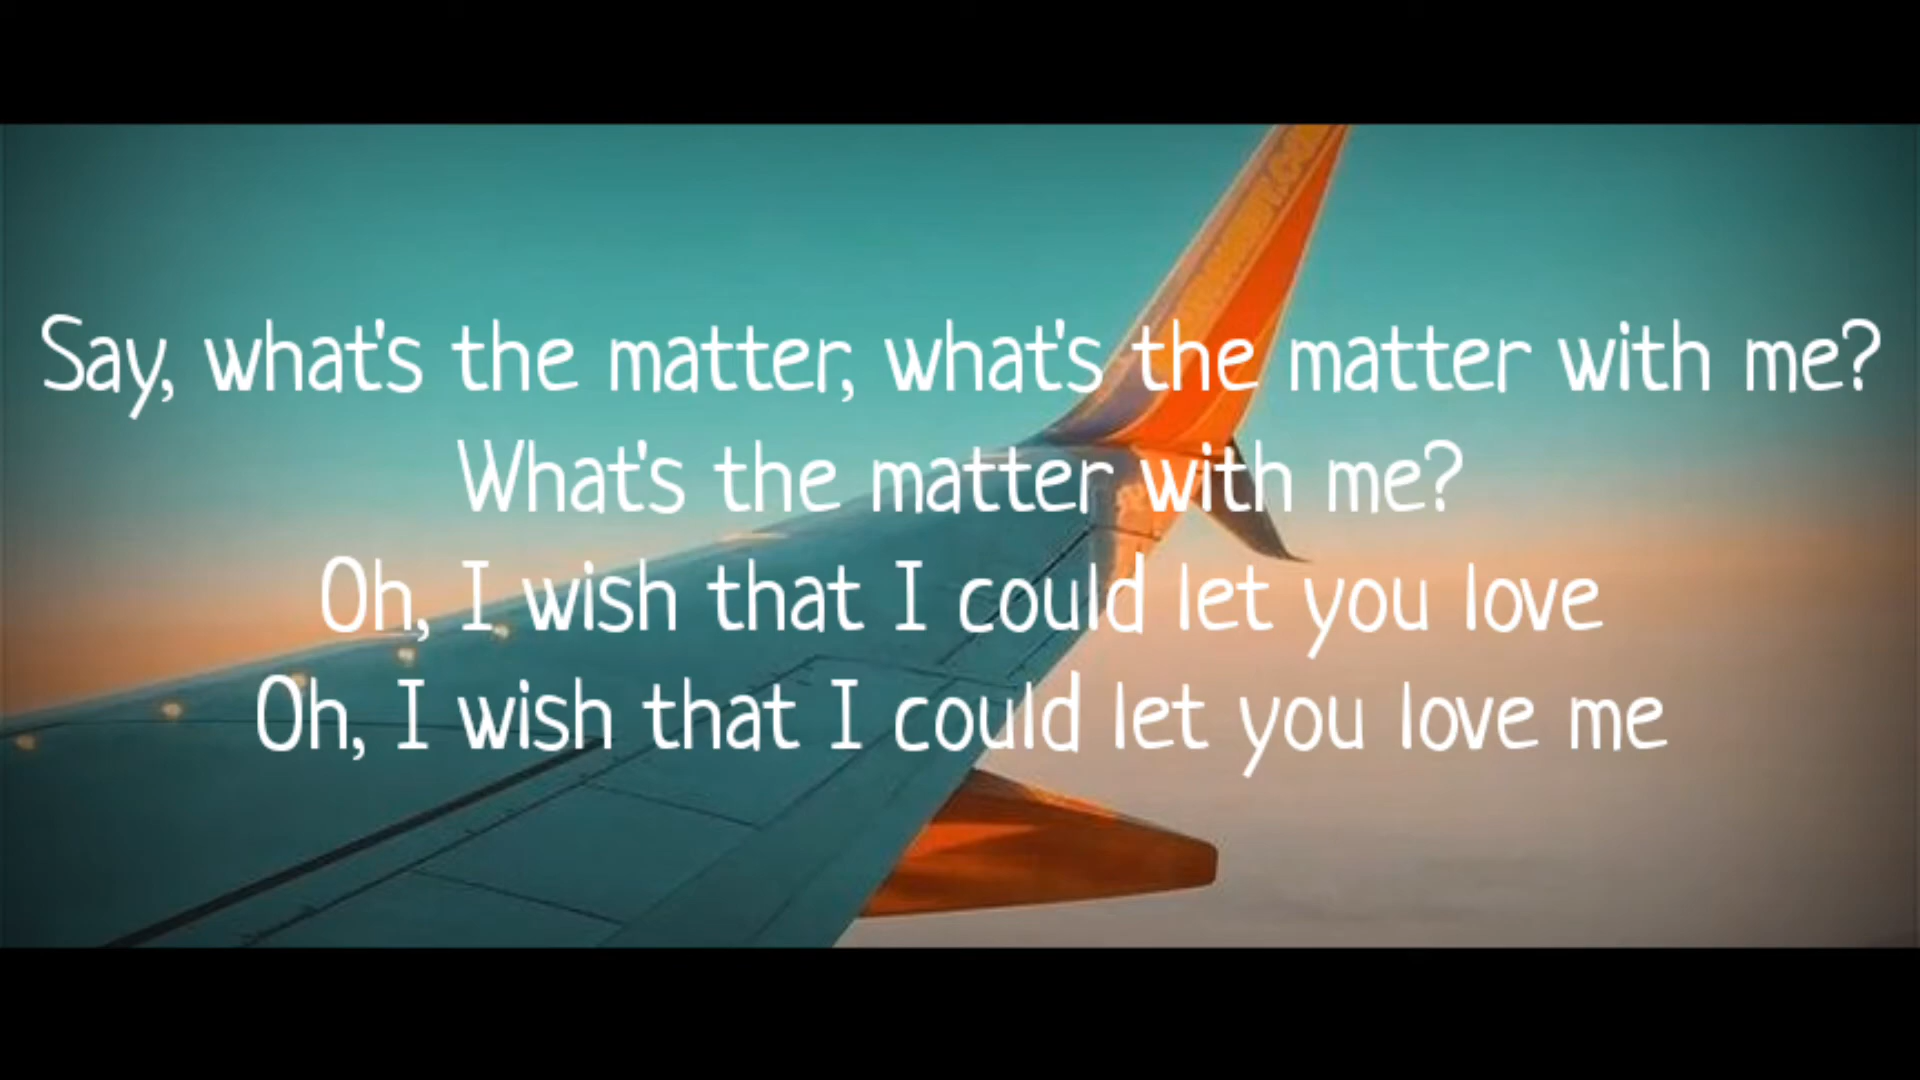 Say, what's the matter, what's the matter with me?
What's the matter with me?
Oh, I wish that I could let you love
Oh, I wish that I could let you love me